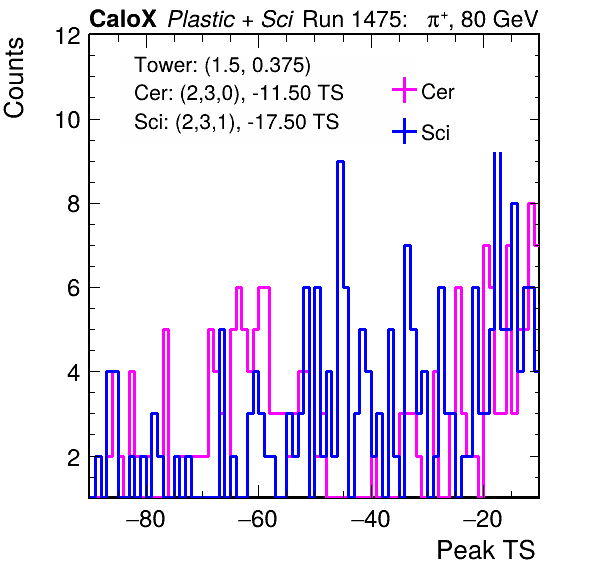 CaloX Plastic + Sci Run 1475: π⁺, 80 GeV
Counts
12
10
8
6
4
2
Tower: (1.5, 0.375)
Cer: (2,3,0), -11.50 TS
Sci: (2,3,1), -17.50 TS
Cer
Sci
−80 −60 −40 −20
Peak TS